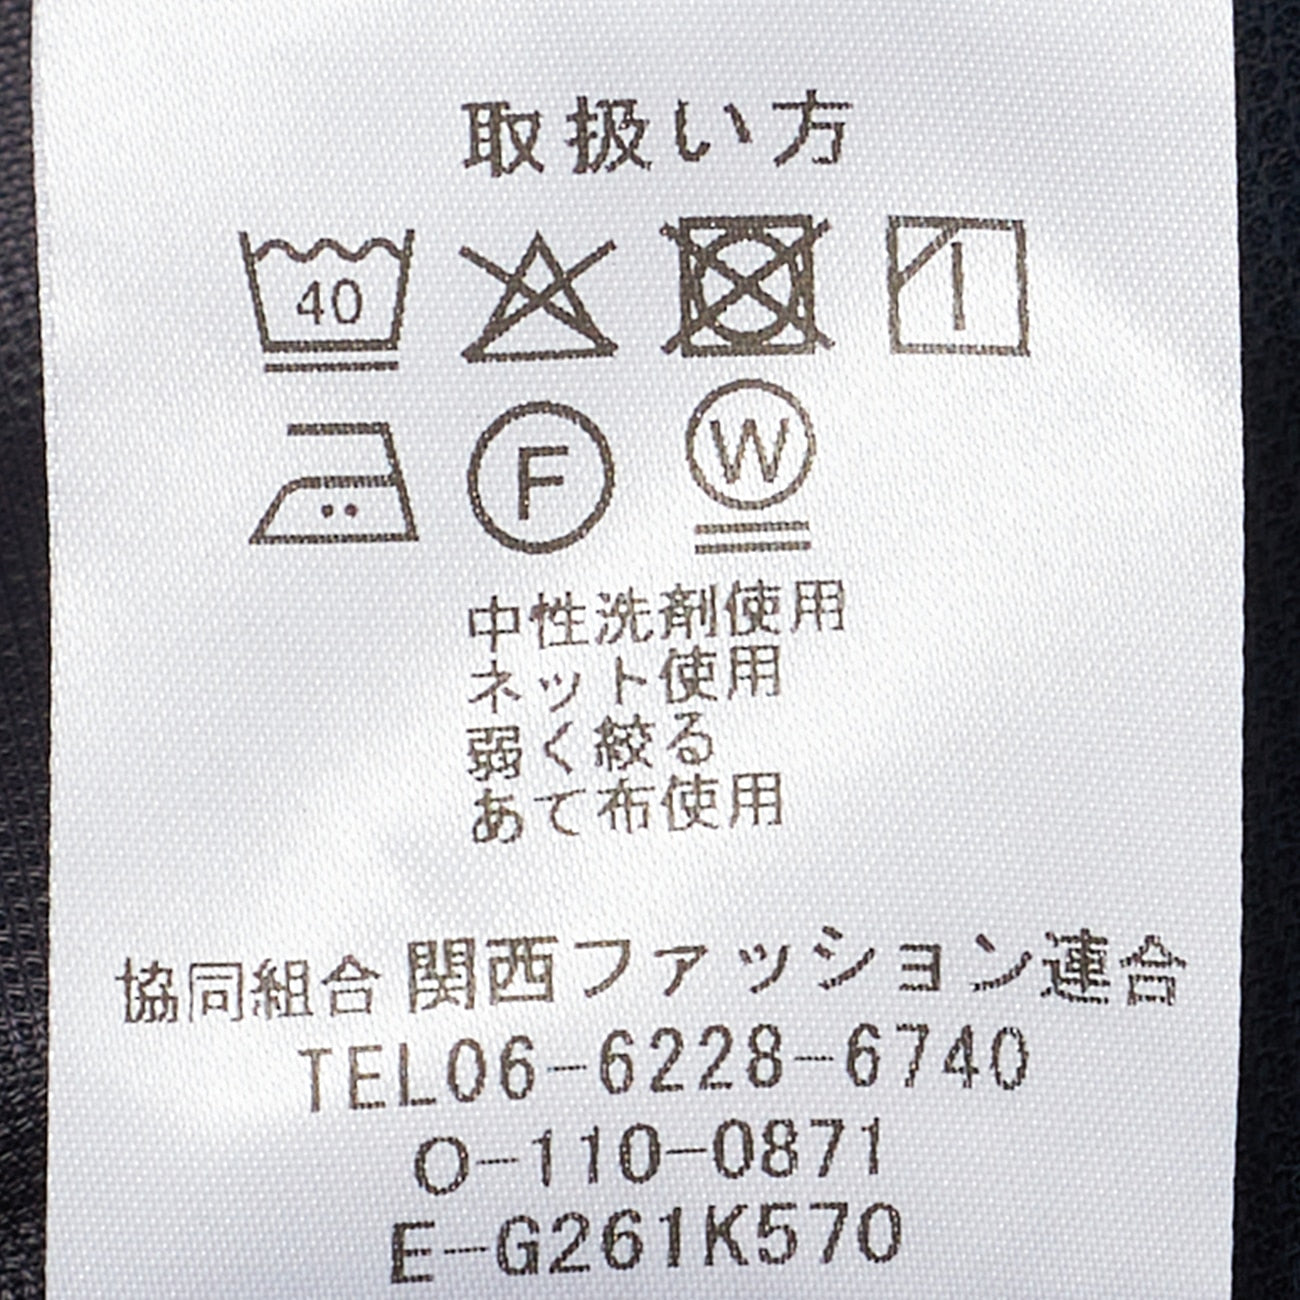 取扱い方
40
F W
中性洗剤使用
ネット使用
弱く絞る
あて布使用
協同組合 関西ファッション連合
TEL06-6228-6740
O-110-0871
E-G261K570